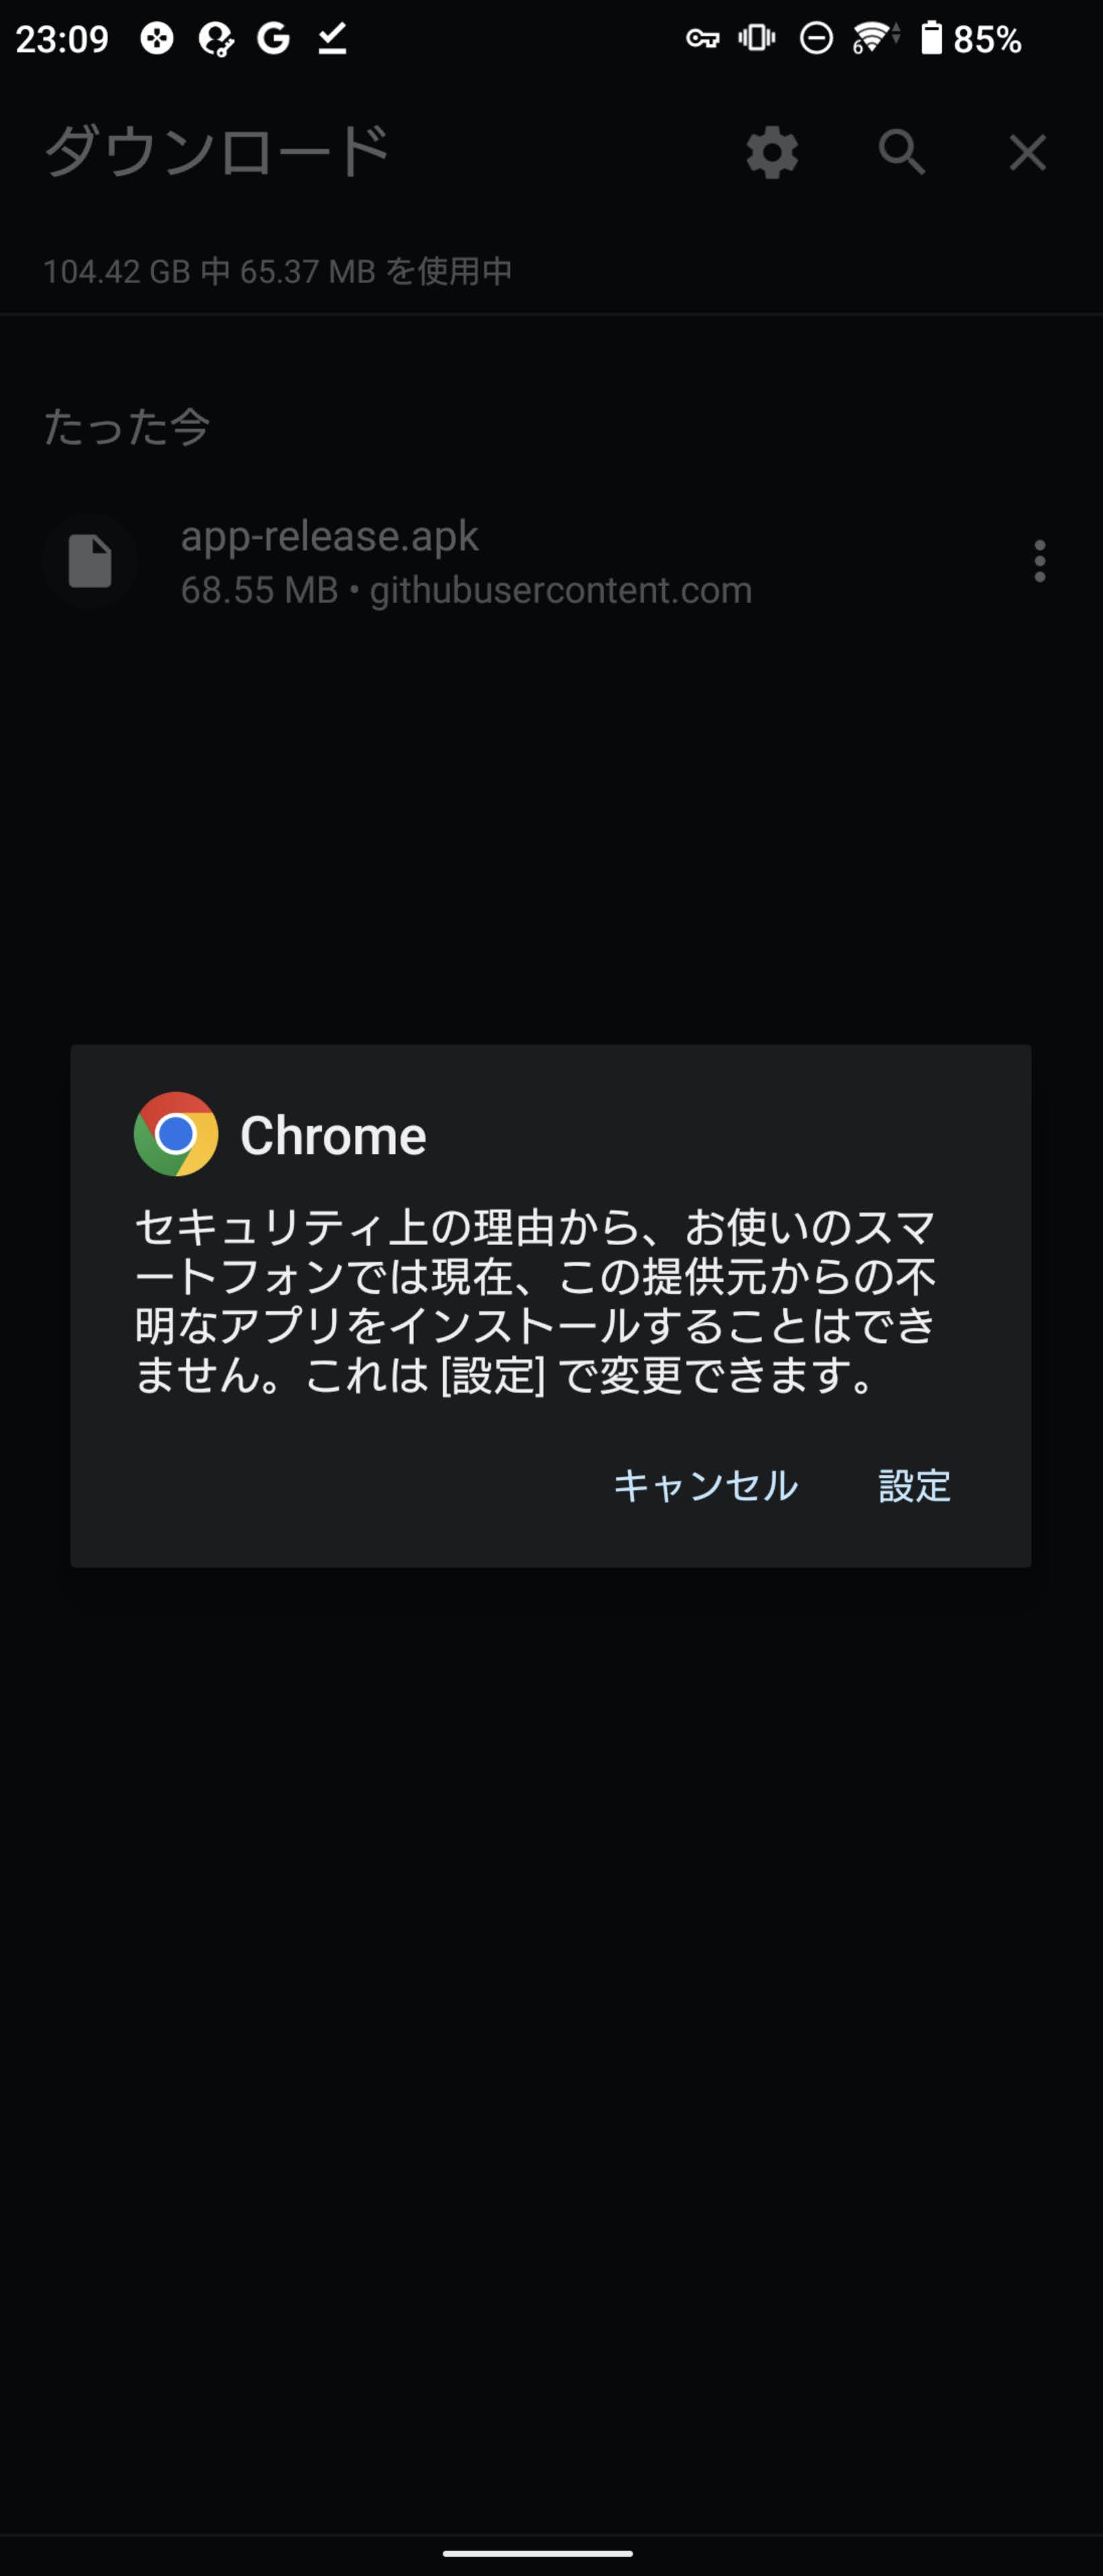 23:09
6
85%
ダウンロード
104.42 GB 中 65.37 MB を使用中
たった今
app-release.apk
68.55 MB • githubusercontent.com
Chrome
セキュリティ上の理由から、お使いのスマ
ートフォンでは現在、この提供元からの不
明なアプリをインストールすることはでき
ません。これは [設定] で変更できます。
キャンセル
設定